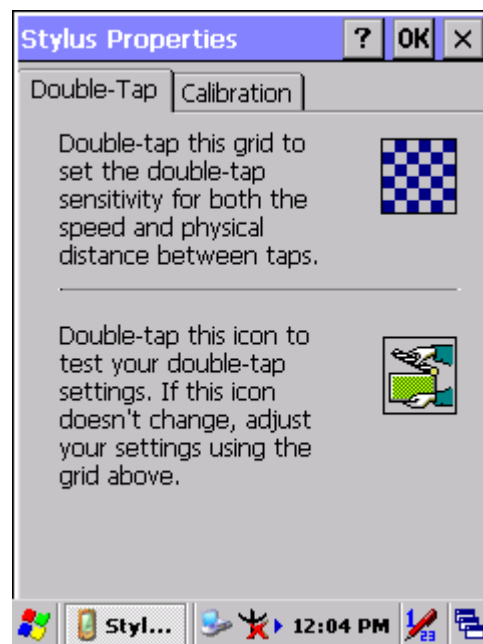 Stylus Properties ? OK ×
Double-Tap Calibration
Double-tap this grid to
set the double-tap
sensitivity for both the
speed and physical
distance between taps.
Double-tap this icon to
test your double-tap
settings. If this icon
doesn't change, adjust
your settings using the
grid above.
Styl... 12:04 PM 1 23